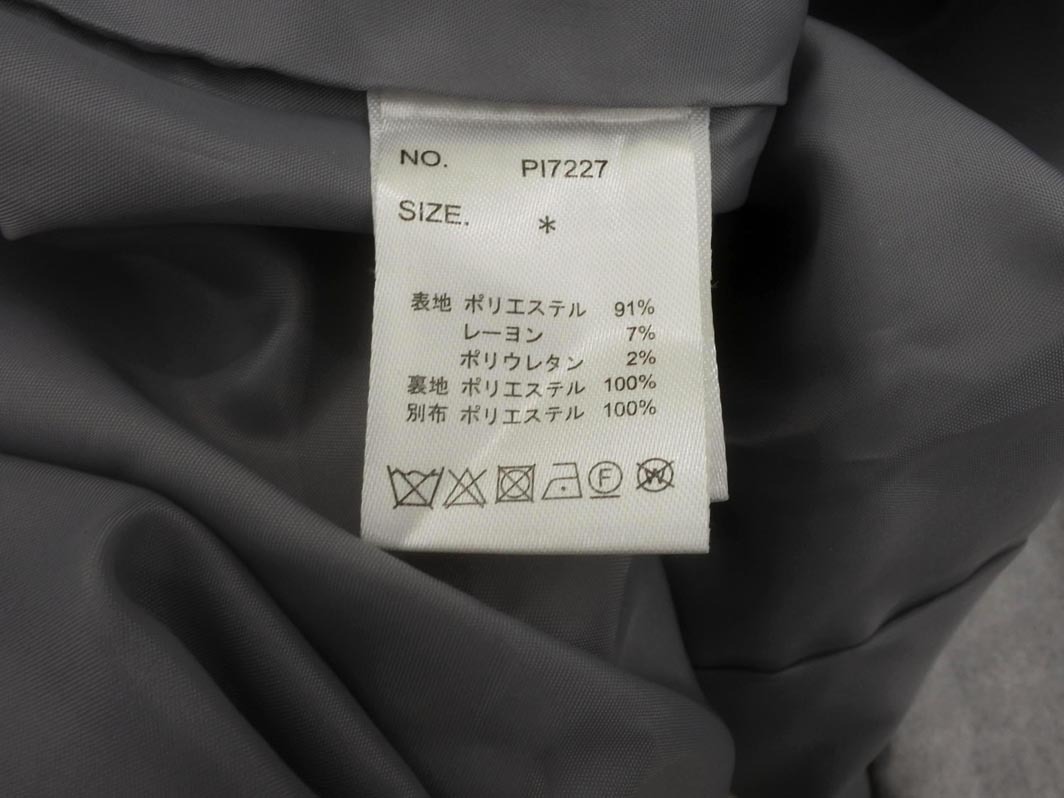 NO. PI7227
SIZE. *
表地 ポリエステル 91%
レーヨン 7%
ポリウレタン 2%
裏地 ポリエステル 100%
別布 ポリエステル 100%
F W